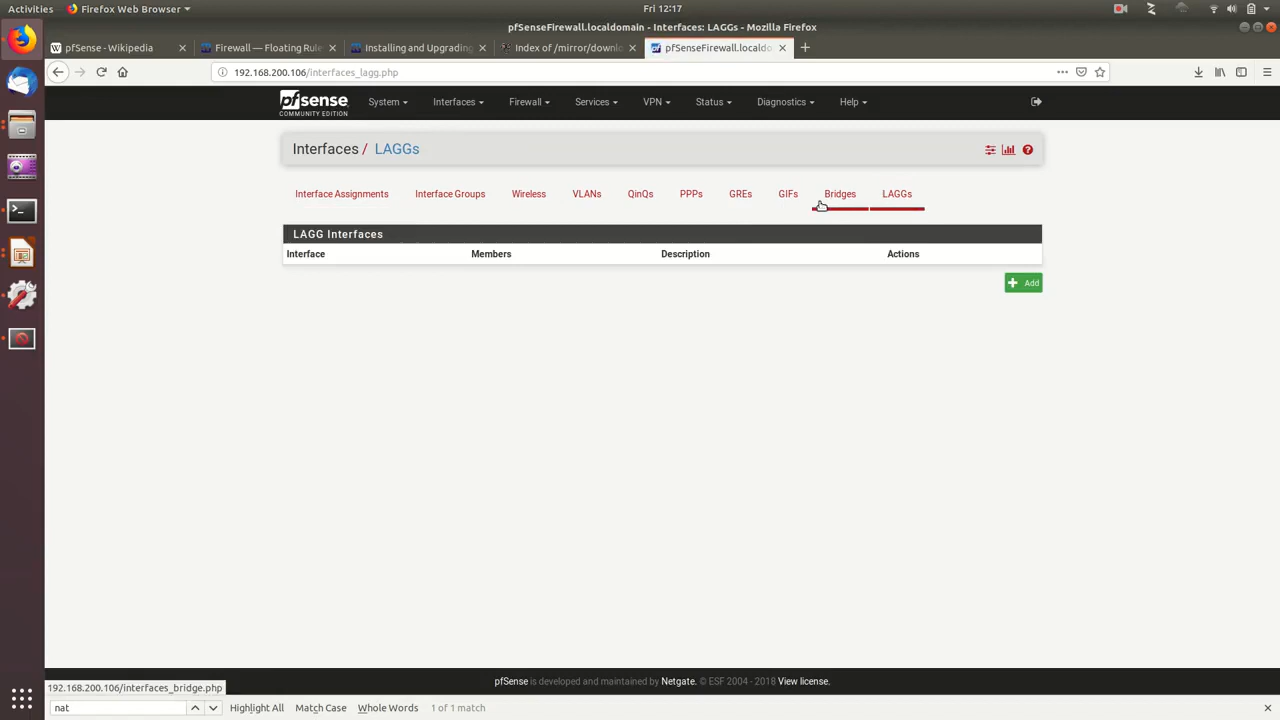 Activities
Firefox Web Browser
Fri 12:17
pfSenseFirewall.localdomain - Interfaces: LAGGs - Mozilla Firefox
pfSense - Wikipedia
Firewall — Floating Rule
Installing and Upgrading
Index of /mirror/downlo
pfSenseFirewall.localdo
192.168.200.106/interfaces_lagg.php
pfsense
COMMUNITY EDITION
System
Interfaces
Firewall
Services
VPN
Status
Diagnostics
Help
Interfaces / LAGGs
Interface Assignments
Interface Groups
Wireless
VLANs
QinQs
PPPs
GREs
GIFs
Bridges
LAGGs
LAGG Interfaces
Interface
Members
Description
Actions
Add
pfSense is developed and maintained by Netgate. © ESF 2004 - 2018 View license.
192.168.200.106/interfaces_bridge.php
nat
Highlight All
Match Case
Whole Words
1 of 1 match